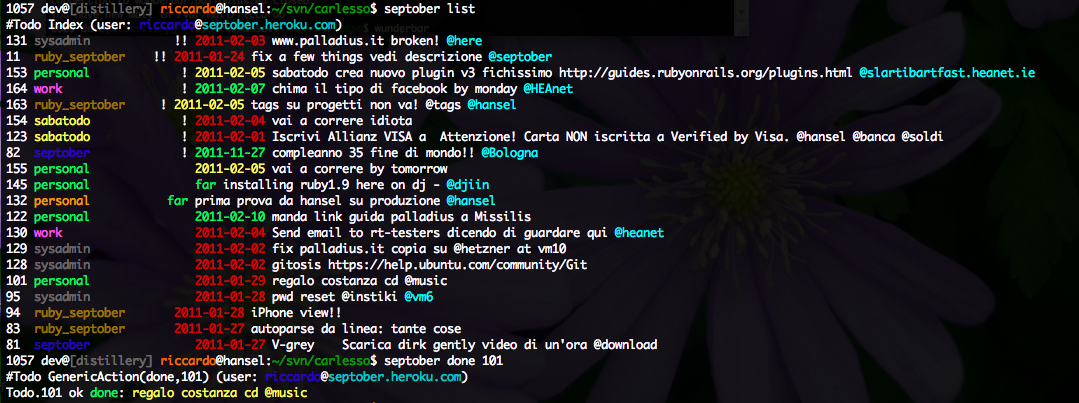 1057 dev@[distillery] riccardo@hansel:~/svn/carlesso$ septober list
#Todo Index (user: riccardo@septober.heroku.com)
131 sysadmin !! 2011-02-03 www.palladius.it broken! @here
11 ruby_septober !! 2011-01-24 fix a few things vedi descrizione @septober
153 personal ! 2011-02-05 sabatodo crea nuovo plugin v3 fichissimo http://guides.rubyonrails.org/plugins.html @slartibartfast.heanet.ie
164 work ! 2011-02-07 chima il tipo di facebook by monday @HEAnet
163 ruby_septober ! 2011-02-05 tags su progetti non va! @tags @hansel
154 sabatodo ! 2011-02-04 vai a correre idiota
123 sabatodo ! 2011-02-01 Iscrivi Allianz VISA a Attenzione! Carta NON iscritta a Verified by Visa. @hansel @banca @soldi
82 septober ! 2011-11-27 compleanno 35 fine di mondo!! @Bologna
155 personal 2011-02-05 vai a correre by tomorrow
145 personal far installing ruby1.9 here on dj - @djiin
132 personal far prima prova da hansel su produzione @hansel
122 personal 2011-02-10 manda link guida palladius a Missilis
130 work 2011-02-04 Send email to rt-testers dicendo di guardare qui @heanet
129 sysadmin 2011-02-02 fix palladius.it copia su @hetzner at vm10
128 sysadmin 2011-02-02 gitosis https://help.ubuntu.com/community/Git
101 personal 2011-01-29 regalo costanza cd @music
95 sysadmin 2011-01-28 pwd reset @instiki @vm6
94 ruby_septober 2011-01-28 iPhone view!!
83 ruby_septober 2011-01-27 autoparse da linea: tante cose
81 septober 2011-01-27 V-grey Scarica dirk gently video di un'ora @download
1057 dev@[distillery] riccardo@hansel:~/svn/carlesso$ septober done 101
#Todo GenericAction(done,101) (user: riccardo@septober.heroku.com)
Todo.101 ok done: regalo costanza cd @music